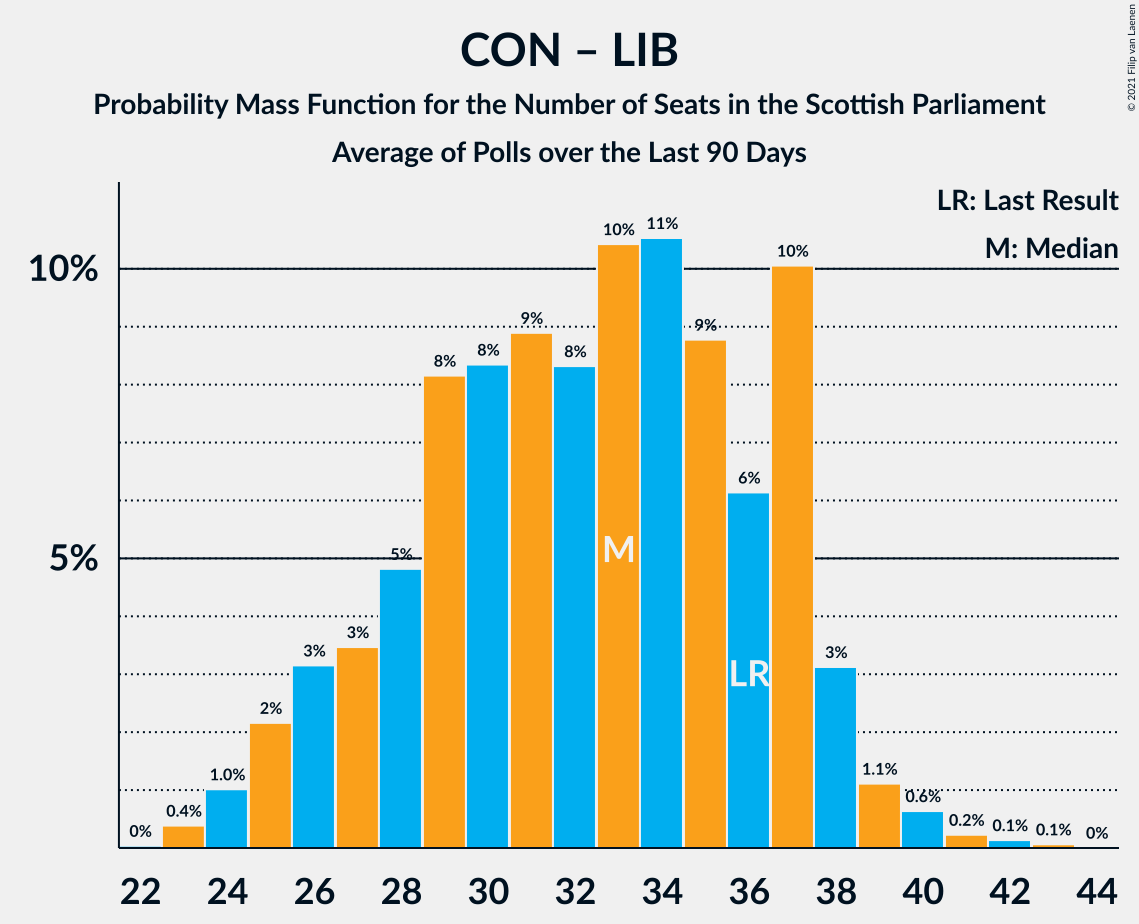 CON – LIB
Probability Mass Function for the Number of Seats in the Scottish Parliament
Average of Polls over the Last 90 Days
© 2021 Filip van Laenen
LR: Last Result
M: Median
10%
5%
0%
0.4%
1.0%
2%
3%
3%
5%
8%
8%
9%
8%
10%
11%
9%
6%
10%
3%
1.1%
0.6%
0.2%
0.1%
0.1%
0%
M
LR
22 24 26 28 30 32 34 36 38 40 42 44